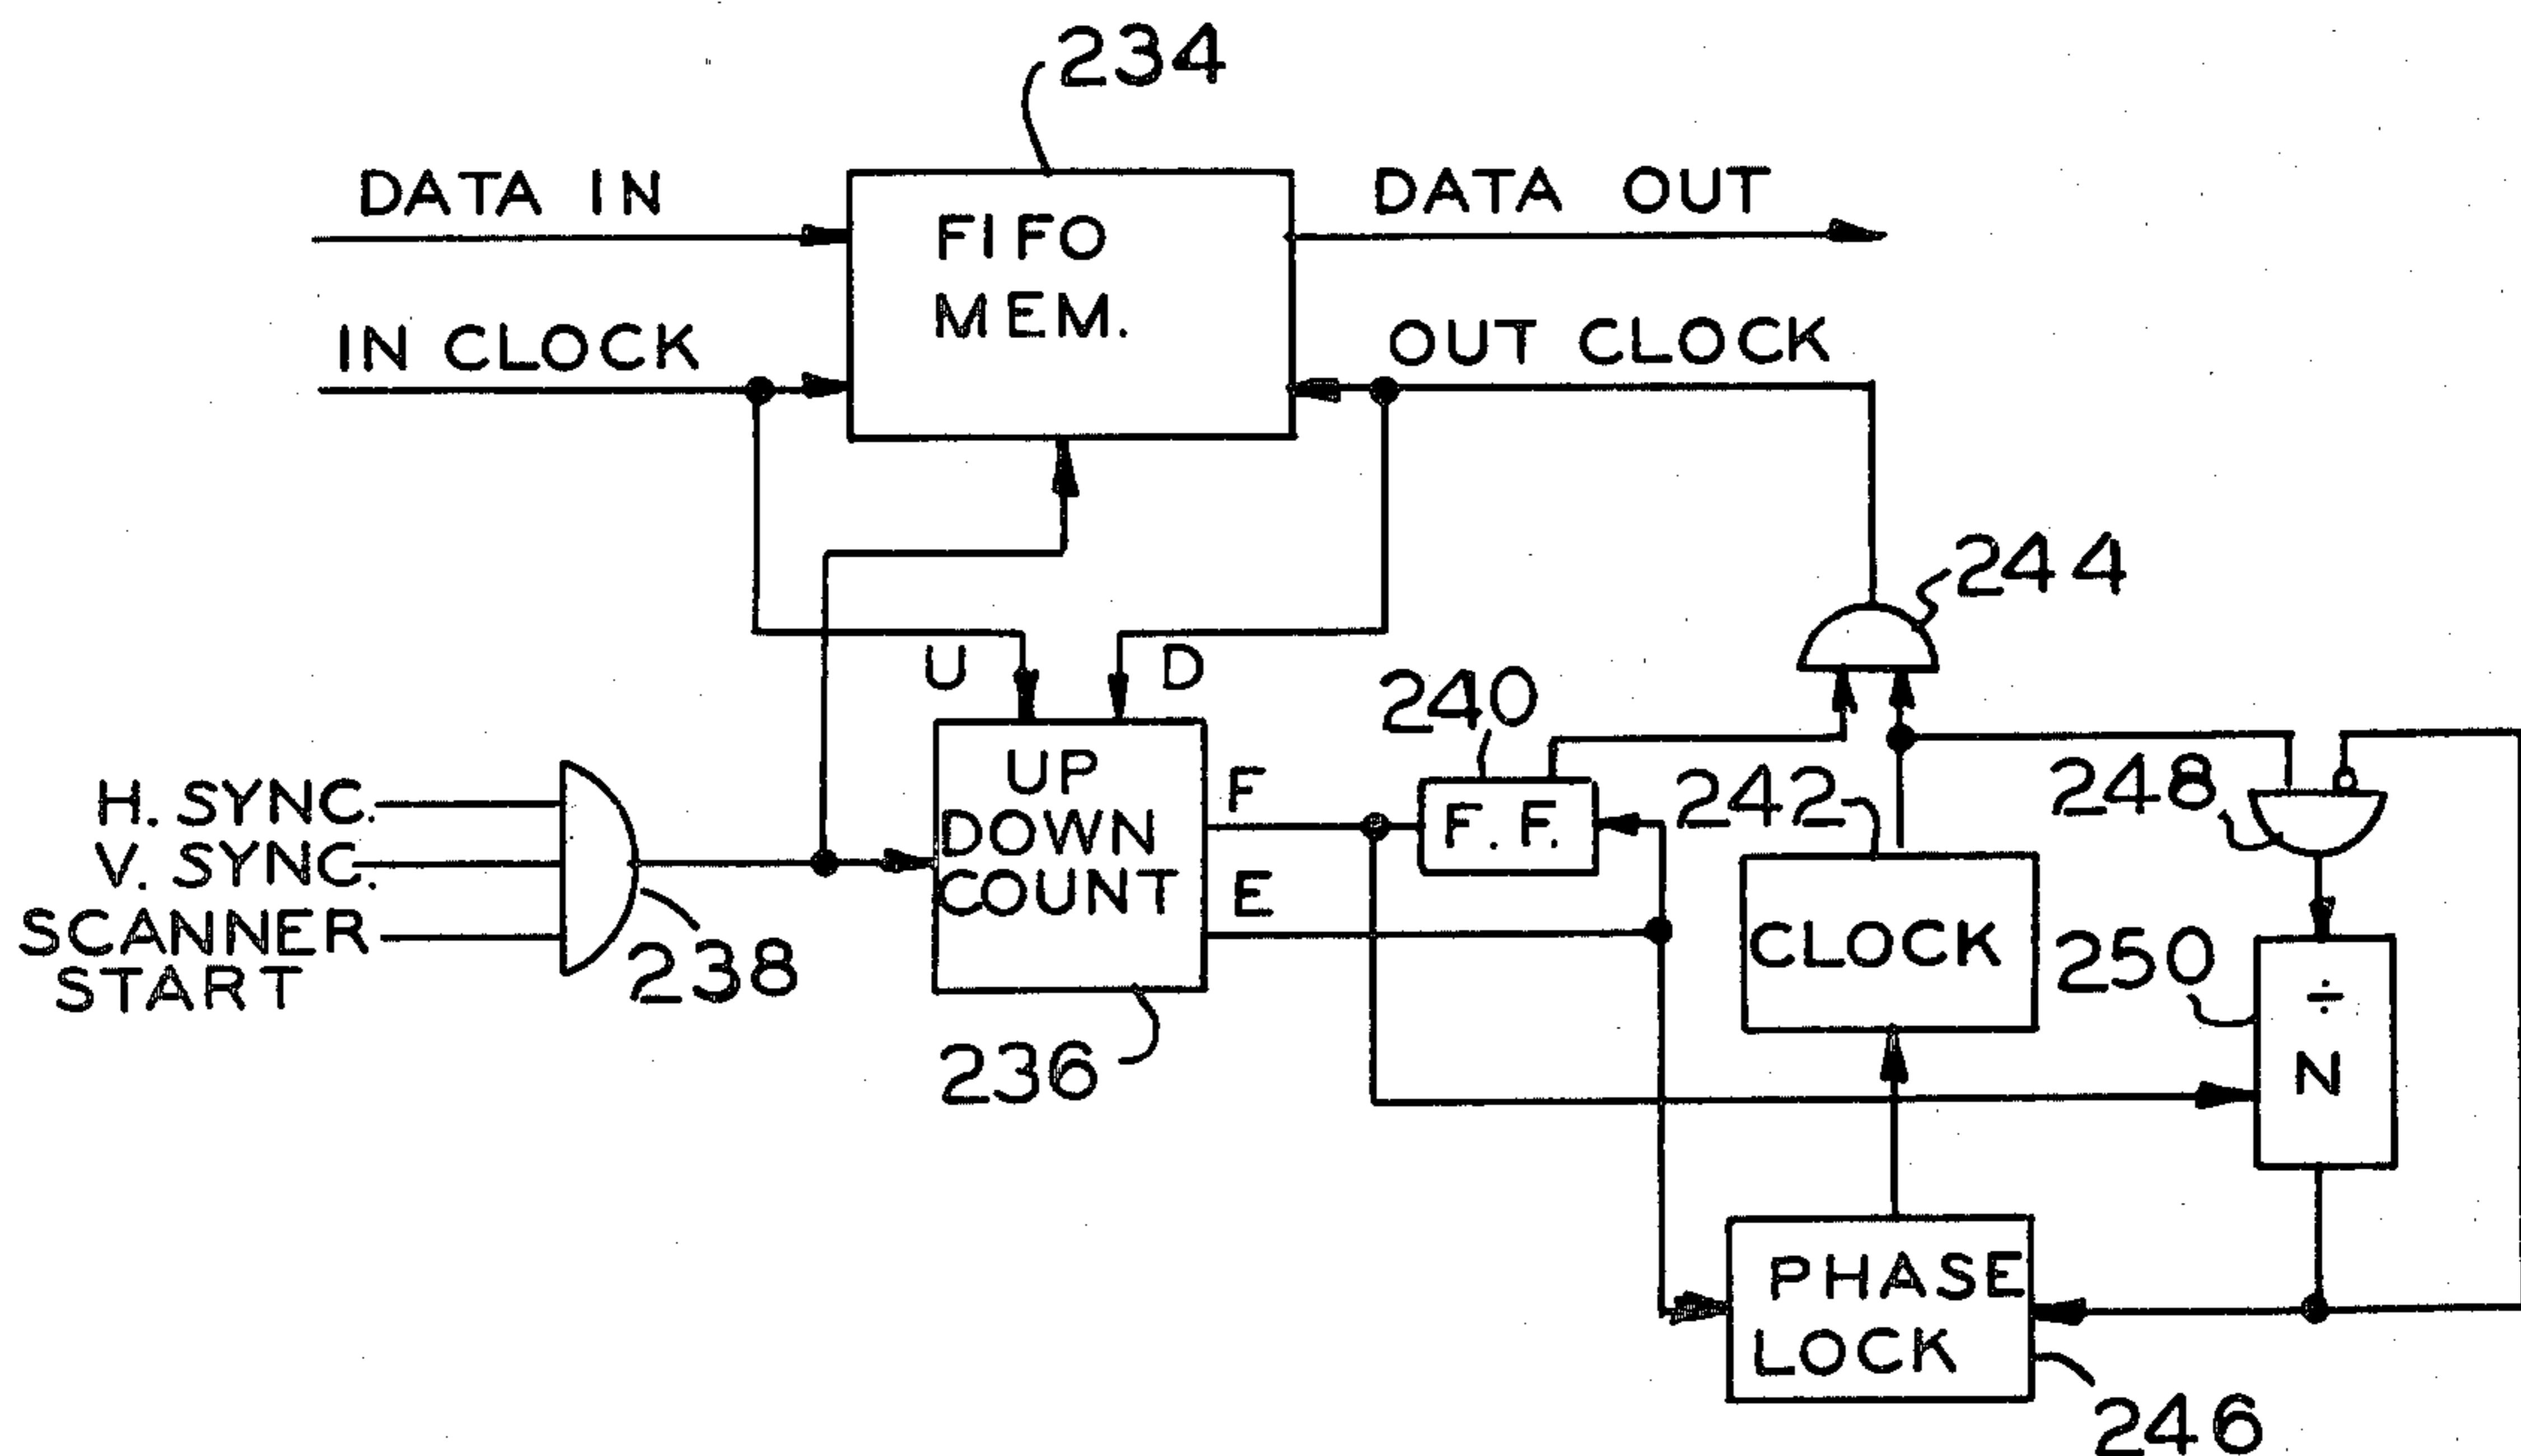 234
DATA IN
DATA OUT
FIFO
MEM.
IN CLOCK
OUT CLOCK
244
U
D
240
242
248
H. SYNC.
V. SYNC.
SCANNER
START
238
UP
DOWN
COUNT
F
E
F. F.
236
CLOCK
250
÷
N
PHASE
LOCK
246